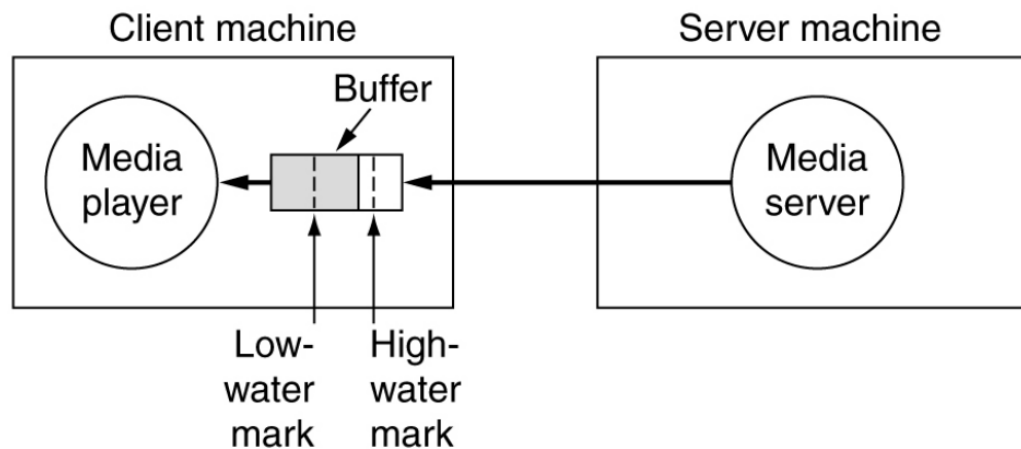 Client machine
Server machine
Buffer
Media
player
Media
server
Low-
water
mark
High-
water
mark